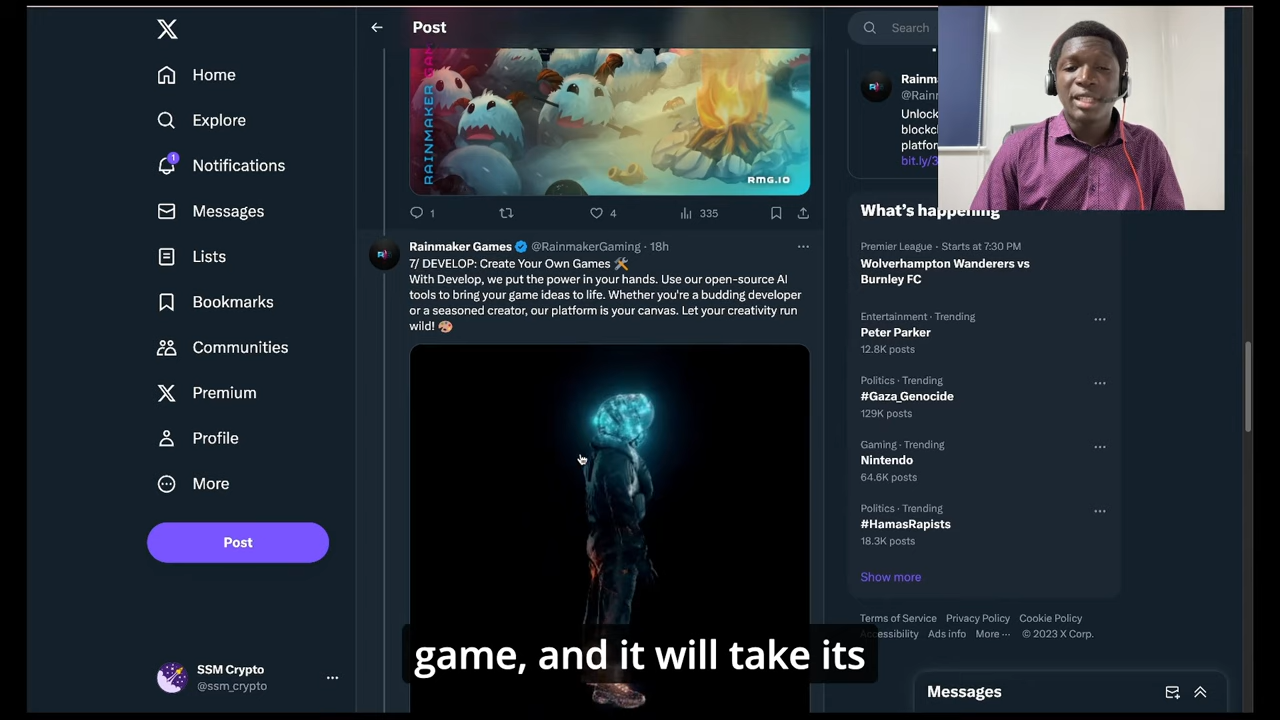 Home
Explore
1
Notifications
Messages
Lists
Bookmarks
Communities
Premium
Profile
More
Post
SSM Crypto
@ssm_crypto
Post
RAINMAKER GAM
RMG.IO
1
4
335
Rainmaker Games @RainmakerGaming · 18h
7/ DEVELOP: Create Your Own Games 🛠️
With Develop, we put the power in your hands. Use our open-source AI
tools to bring your game ideas to life. Whether you're a budding developer
or a seasoned creator, our platform is your canvas. Let your creativity run
wild! 🎨
game, and it will take its
Search
Rainm
@Rainr
Unlock
blockc
platfor
bit.ly/3
What's happening
Premier League · Starts at 7:30 PM
Wolverhampton Wanderers vs
Burnley FC
Entertainment · Trending
Peter Parker
12.8K posts
Politics · Trending
#Gaza_Genocide
129K posts
Gaming · Trending
Nintendo
64.6K posts
Politics · Trending
#HamasRapists
18.3K posts
Show more
Terms of Service Privacy Policy Cookie Policy
Accessibility Ads info More ··· © 2023 X Corp.
Messages